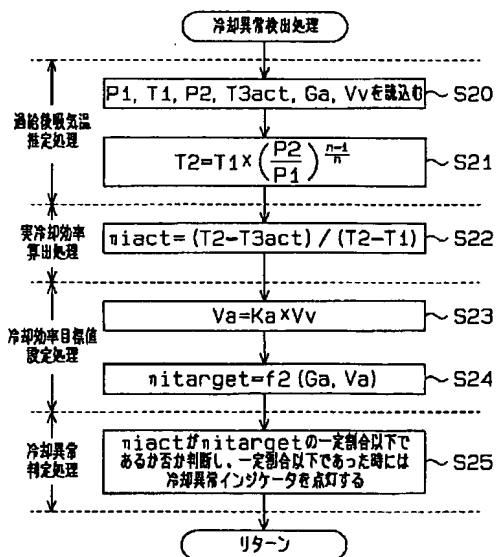 冷却異常検出処理
P1, T1, P2, T3act, Ga, Vvを読込む
S20
過給後吸気温
推定処理
T2=T1×(P2/P1)^(n-1/n)
S21
実冷却効率
算出処理
ηiact=(T2-T3act)/(T2-T1)
S22
Va=Ka×Vv
S23
冷却効率目標値
設定処理
ηitarget=f2(Ga, Va)
S24
冷却異常
判定処理
ηiactがηitargetの一定割合以下で
あるか否か判断し、一定割合以下であった時には
冷却異常インジケータを点灯する
S25
リターン